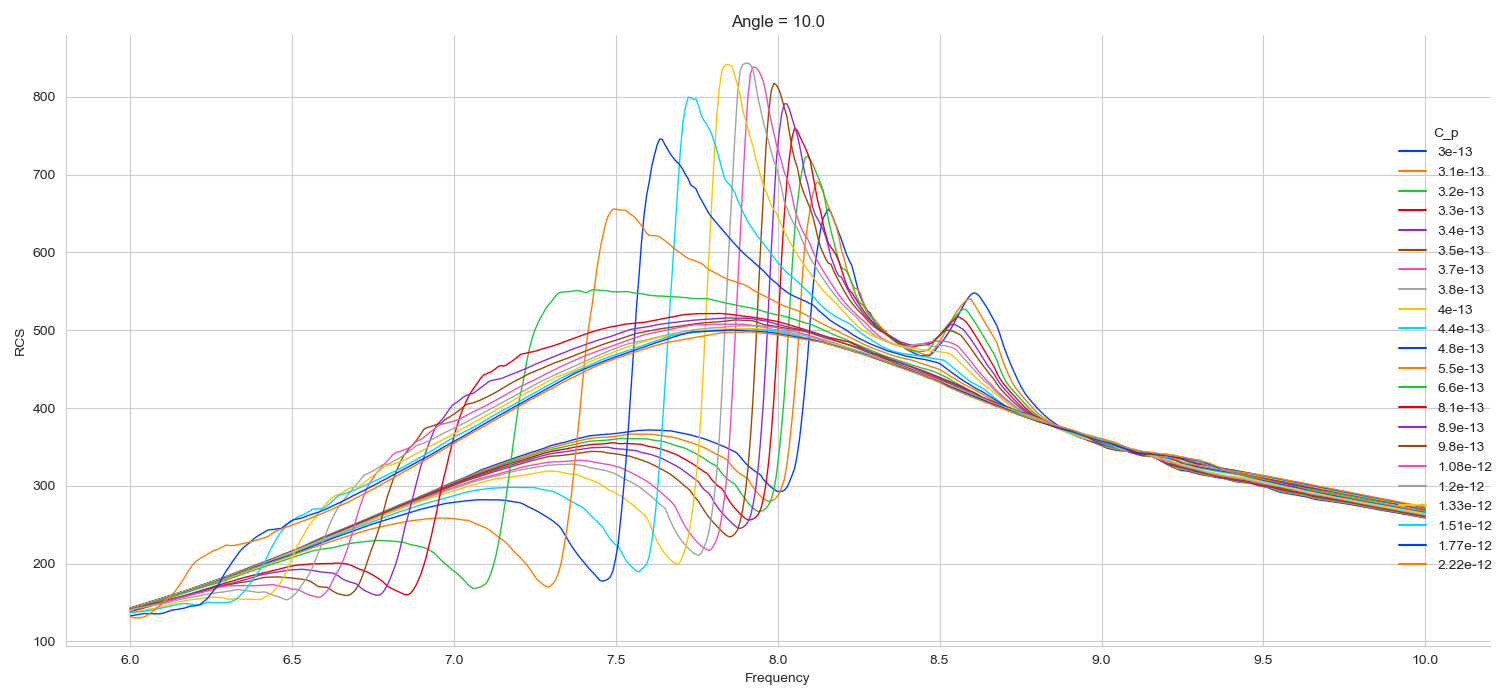 Angle = 10.0
RCS
800
700
600
500
400
300
200
100
6.0 6.5 7.0 7.5 8.0 8.5 9.0 9.5 10.0
Frequency
C_p
3e-13
3.1e-13
3.2e-13
3.3e-13
3.4e-13
3.5e-13
3.7e-13
3.8e-13
4e-13
4.4e-13
4.8e-13
5.5e-13
6.6e-13
8.1e-13
8.9e-13
9.8e-13
1.08e-12
1.2e-12
1.33e-12
1.51e-12
1.77e-12
2.22e-12